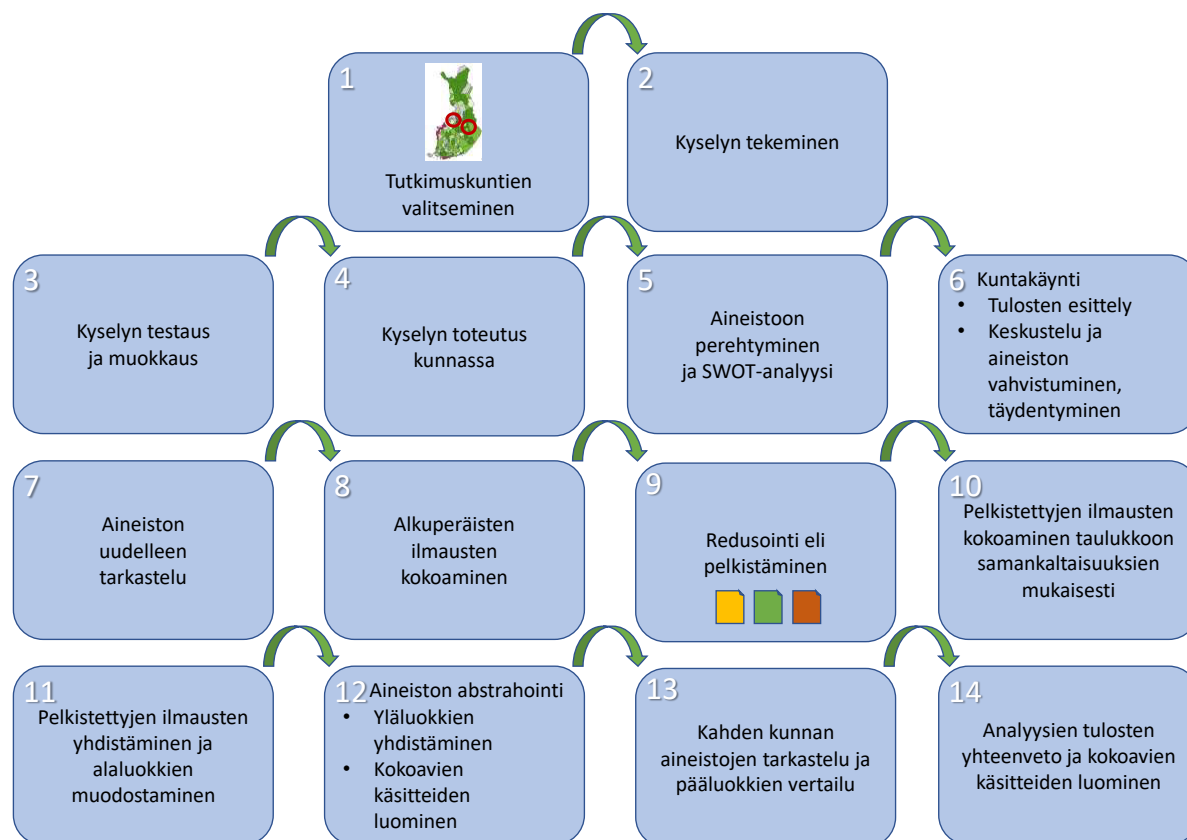 1
Tutkimuskuntien
valitseminen
2
Kyselyn tekeminen
3
Kyselyn testaus
ja muokkaus
4
Kyselyn toteutus
kunnassa
5
Aineistoon
perehtyminen
ja SWOT-analyysi
6 Kuntakäynti
• Tulosten esittely
• Keskustelu ja
aineiston
vahvistuminen,
täydentyminen
7
Aineiston
uudelleen
tarkastelu
8
Alkuperäisten
ilmausten
kokoaminen
9
Redusointi eli
pelkistäminen
10
Pelkistettyjen ilmausten
kokoaminen taulukkoon
samankaltaisuuksien
mukaisesti
11
Pelkistettyjen ilmausten
yhdistäminen ja
alaluokkien
muodostaminen
12 Aineiston abstrahointi
• Yläluokkien
yhdistäminen
• Kokoavien
käsitteiden
luominen
13
Kahden kunnan
aineistojen tarkastelu ja
pääluokkien vertailu
14
Analyysien tulosten
yhteenveto ja kokoavien
käsitteiden luominen